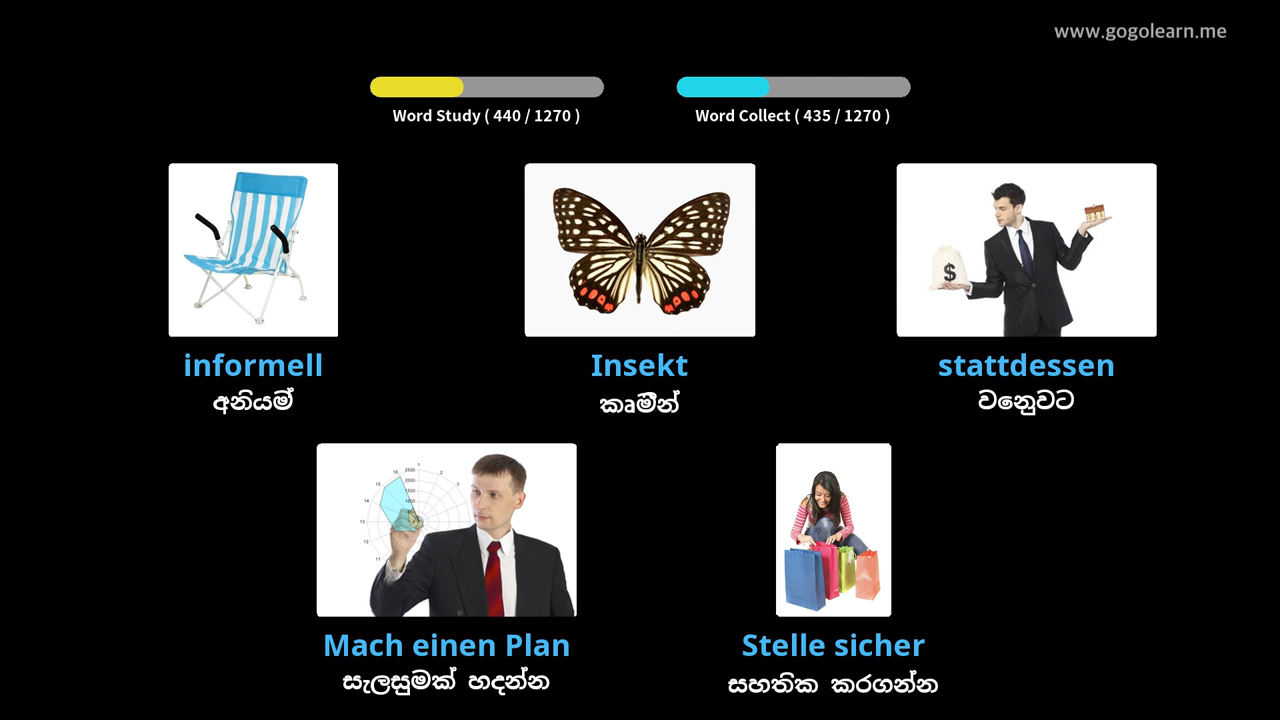 www.gogolearn.me
Word Study ( 440 / 1270 )
Word Collect ( 435 / 1270 )
informell
අනියම්
Insekt
කෘමීන්
stattdessen
වෙනුවට
Mach einen Plan
සැලසුමක් හදන්න
Stelle sicher
සහතික කරගන්න